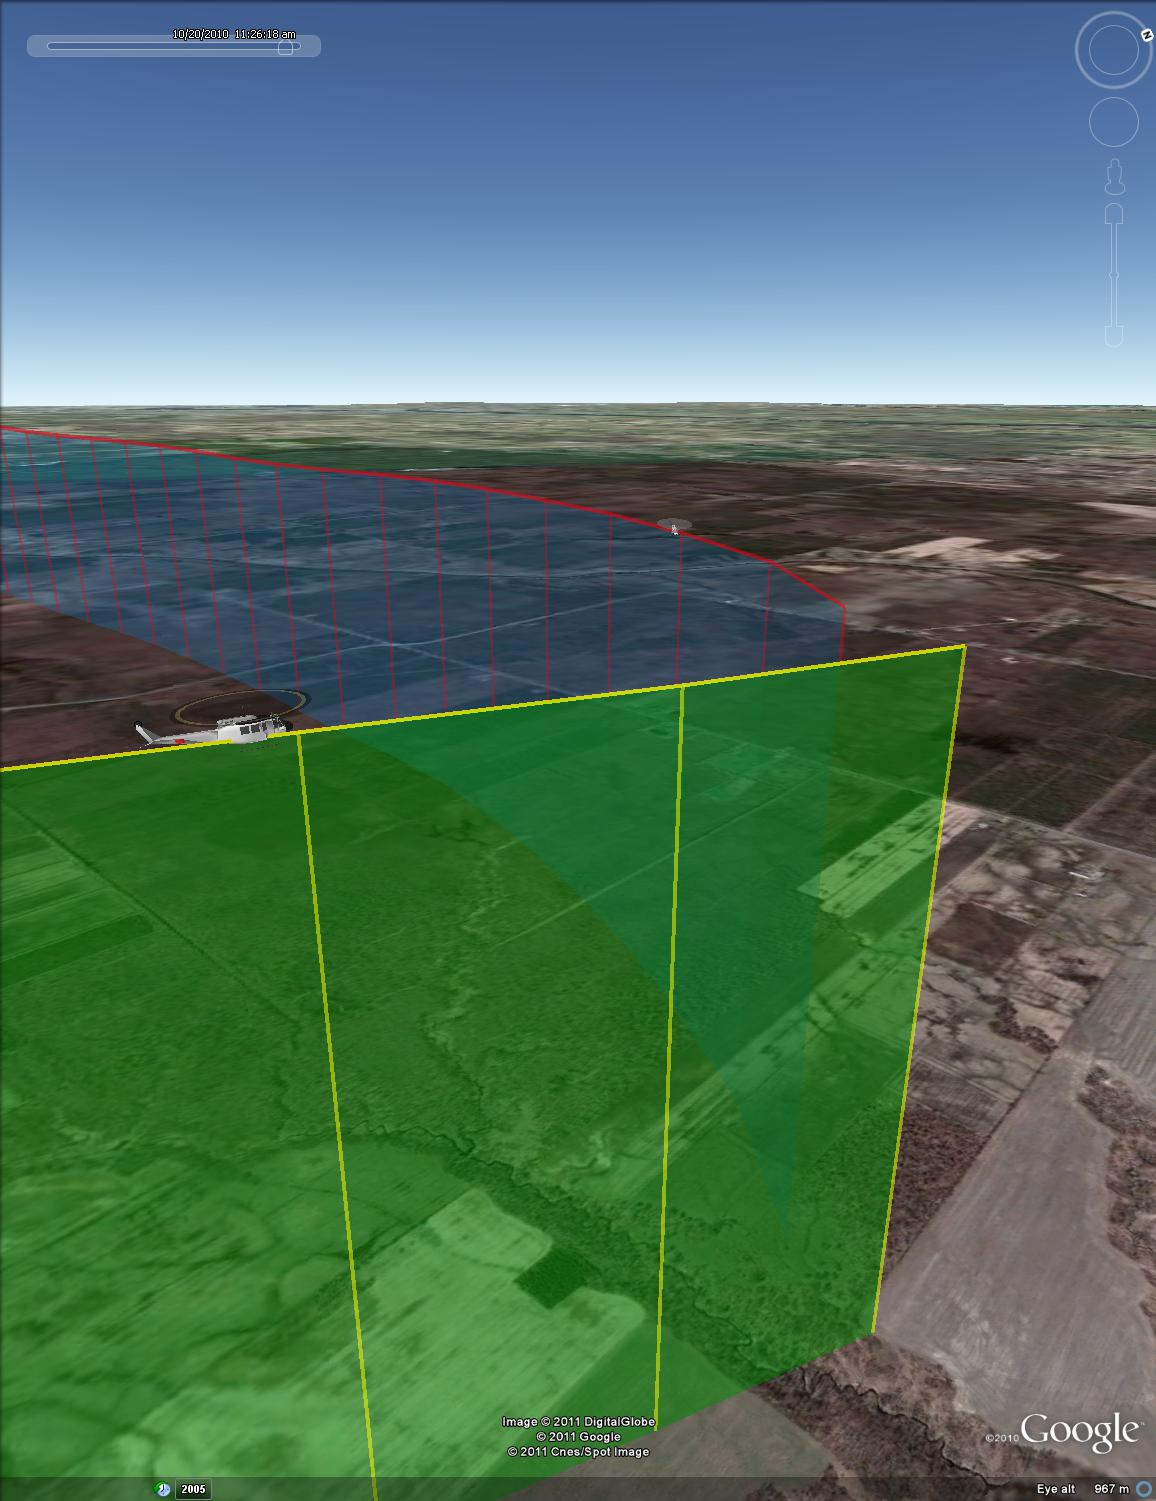 10/20/2010 11:26:18 am
N
Image © 2011 DigitalGlobe
© 2011 Google
© 2011 Cnes/Spot Image
©2010 Google
2005
Eye alt 967 m